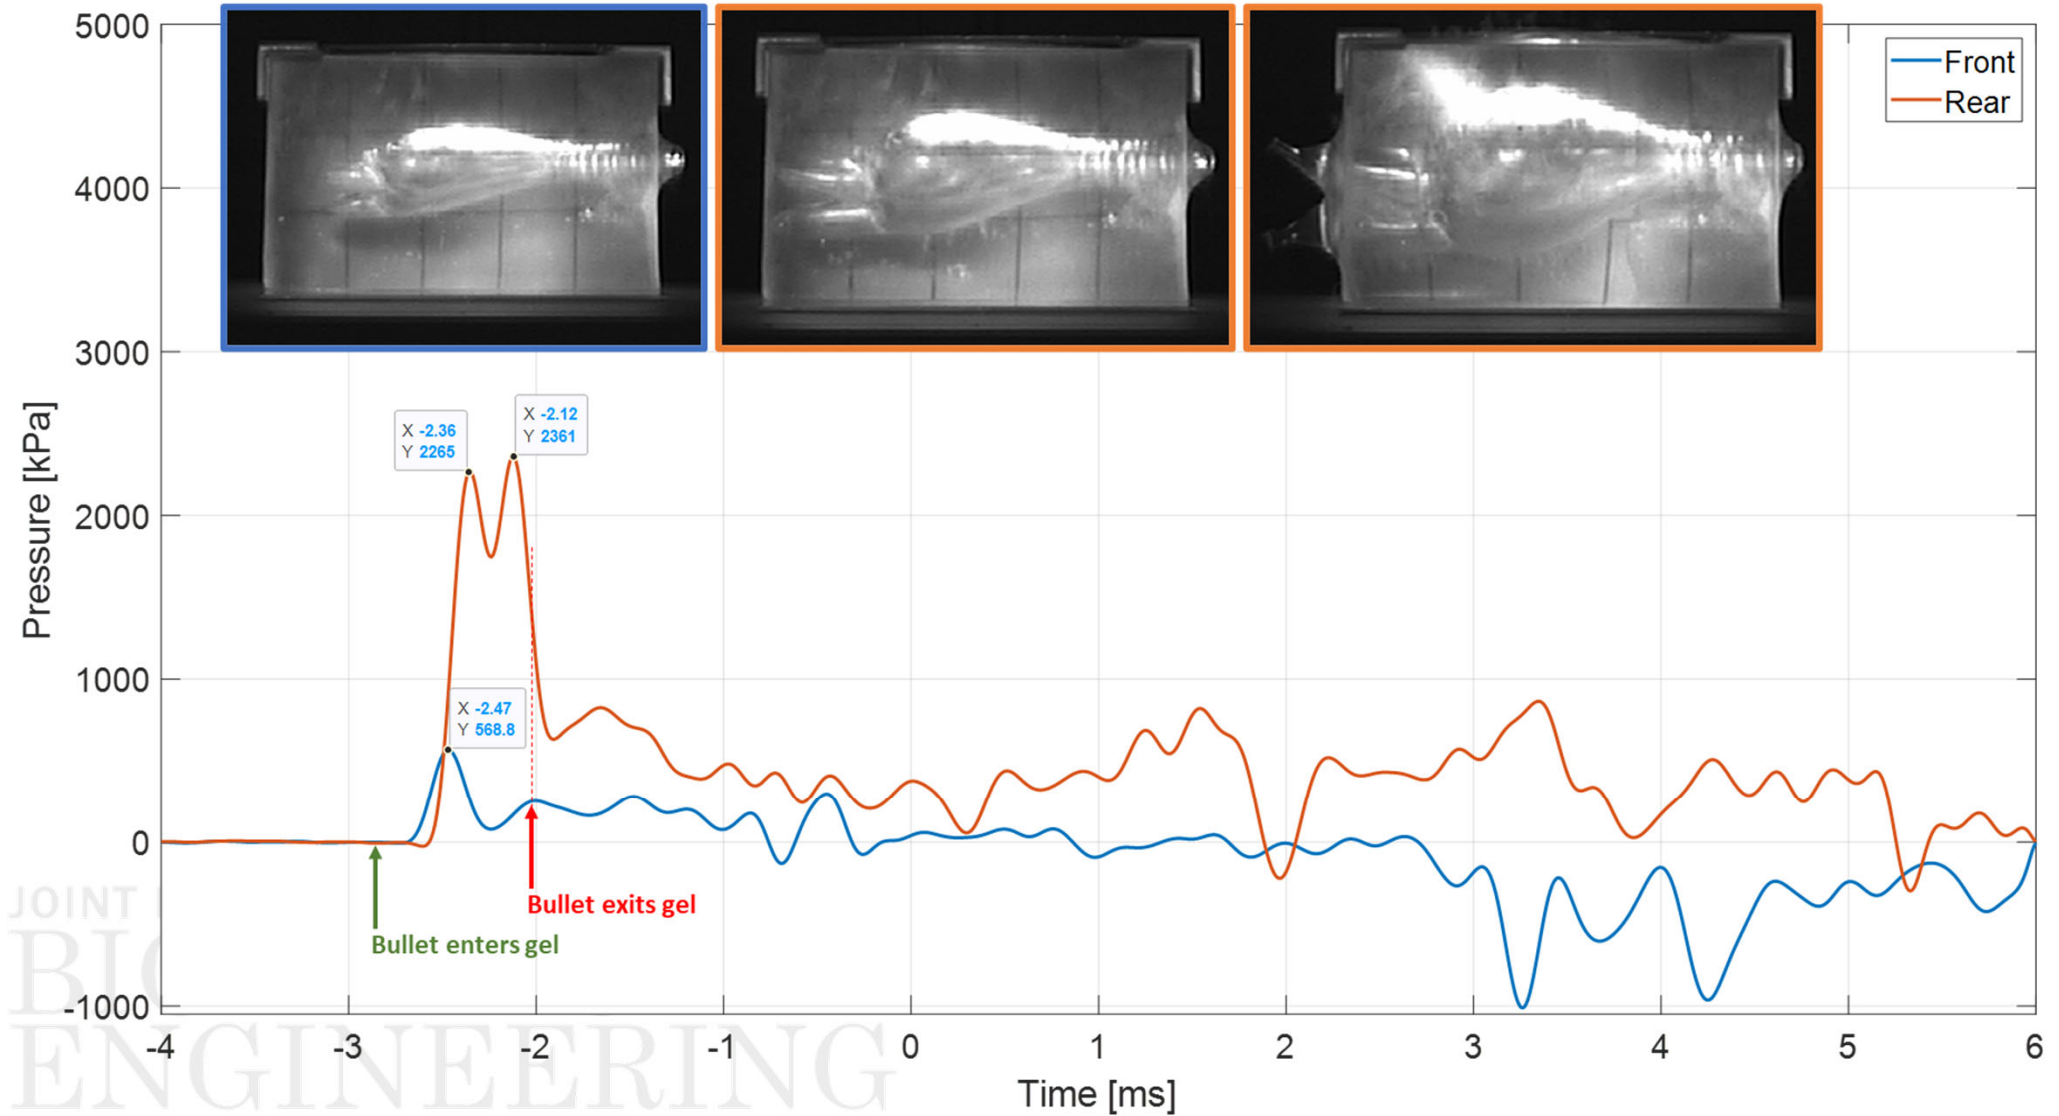 5000
4000
3000
2000
1000
0
-1000
Pressure [kPa]
Front
Rear
X -2.36
Y 2265
X -2.12
Y 2361
X -2.47
Y 568.8
Bullet exits gel
Bullet enters gel
JOINT
ENGINEERING
-4 -3 -2 -1 0 1 2 3 4 5 6
Time [ms]